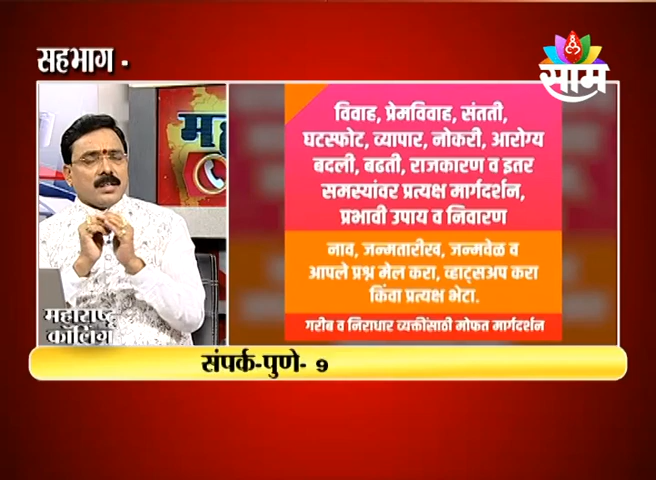 सहभाग -
साम
महा
विवाह, प्रेमविवाह, संतती,
घटस्फोट, व्यापार, नोकरी, आरोग्य
बदली, बढती, राजकारण व इतर
समस्यांवर प्रत्यक्ष मार्गदर्शन,
प्रभावी उपाय व निवारण
नाव, जन्मतारीख, जन्मवेळ व
आपले प्रश्न मेल करा, व्हाट्सअप करा
किंवा प्रत्यक्ष भेटा.
गरीब व निराधार व्यक्तींसाठी मोफत मार्गदर्शन
महाराष्ट्र
कॉलिंग
संपर्क-पुणे- 9